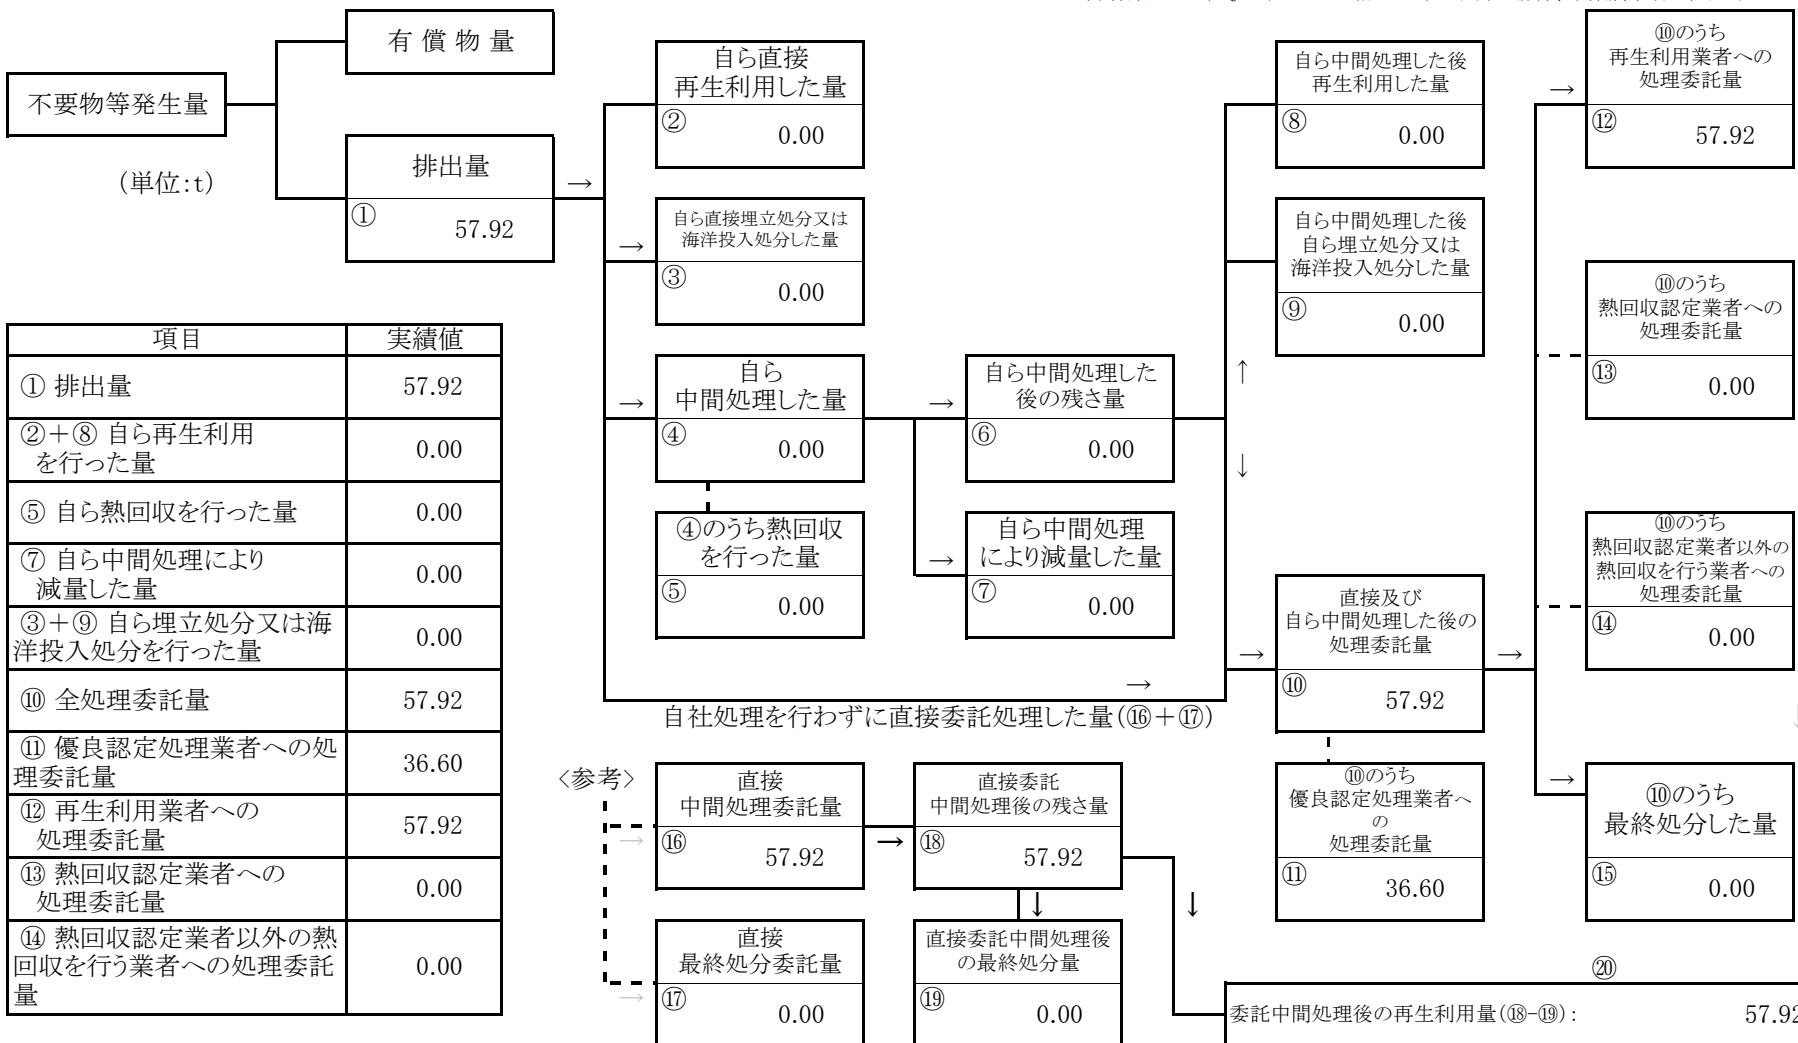 有 償 物 量
不要物等発生量
(単位:t)
排出量
①
57.92
→
自ら直接
再生利用した量
②
0.00
→
自ら直接埋立処分又は
海洋投入処分した量
③
0.00
→
自ら
中間処理した量
④
0.00
④のうち熱回収
を行った量
⑤
0.00
→
自ら中間処理した
後の残さ量
⑥
0.00
→
自ら中間処理
により減量した量
⑦
0.00
自ら中間処理した後
再生利用した量
⑧
0.00
自ら中間処理した後
自ら埋立処分又は
海洋投入処分した量
⑨
0.00
↑
↓
→
直接及び
自ら中間処理した後の
処理委託量
⑩
57.92
→
⑩のうち
優良認定処理業者へ
の
処理委託量
⑪
36.60
→
⑩のうち
再生利用業者への
処理委託量
⑫
57.92
⑩のうち
熱回収認定業者への
処理委託量
⑬
0.00
⑩のうち
熱回収認定業者以外の
熱回収を行う業者への
処理委託量
⑭
0.00
→
⑩のうち
最終処分した量
⑮
0.00
→
自社処理を行わずに直接委託処理した量(⑯+⑰)
〈参考〉
→
直接
中間処理委託量
⑯
57.92
→
直接委託
中間処理後の残さ量
⑱
57.92
↓
↓
→
直接
最終処分委託量
⑰
0.00
直接委託中間処理後
の最終処分量
⑲
0.00
⑳
委託中間処理後の再生利用量(⑱-⑲):
57.92
項目 実績値
① 排出量 57.92
②+⑧ 自ら再生利用
を行った量 0.00
⑤ 自ら熱回収を行った量 0.00
⑦ 自ら中間処理により
減量した量 0.00
③+⑨ 自ら埋立処分又は海
洋投入処分を行った量 0.00
⑩ 全処理委託量 57.92
⑪ 優良認定処理業者への処
理委託量 36.60
⑫ 再生利用業者への
処理委託量 57.92
⑬ 熱回収認定業者への
処理委託量 0.00
⑭ 熱回収認定業者以外の熱
回収を行う業者への処理委託
量 0.00